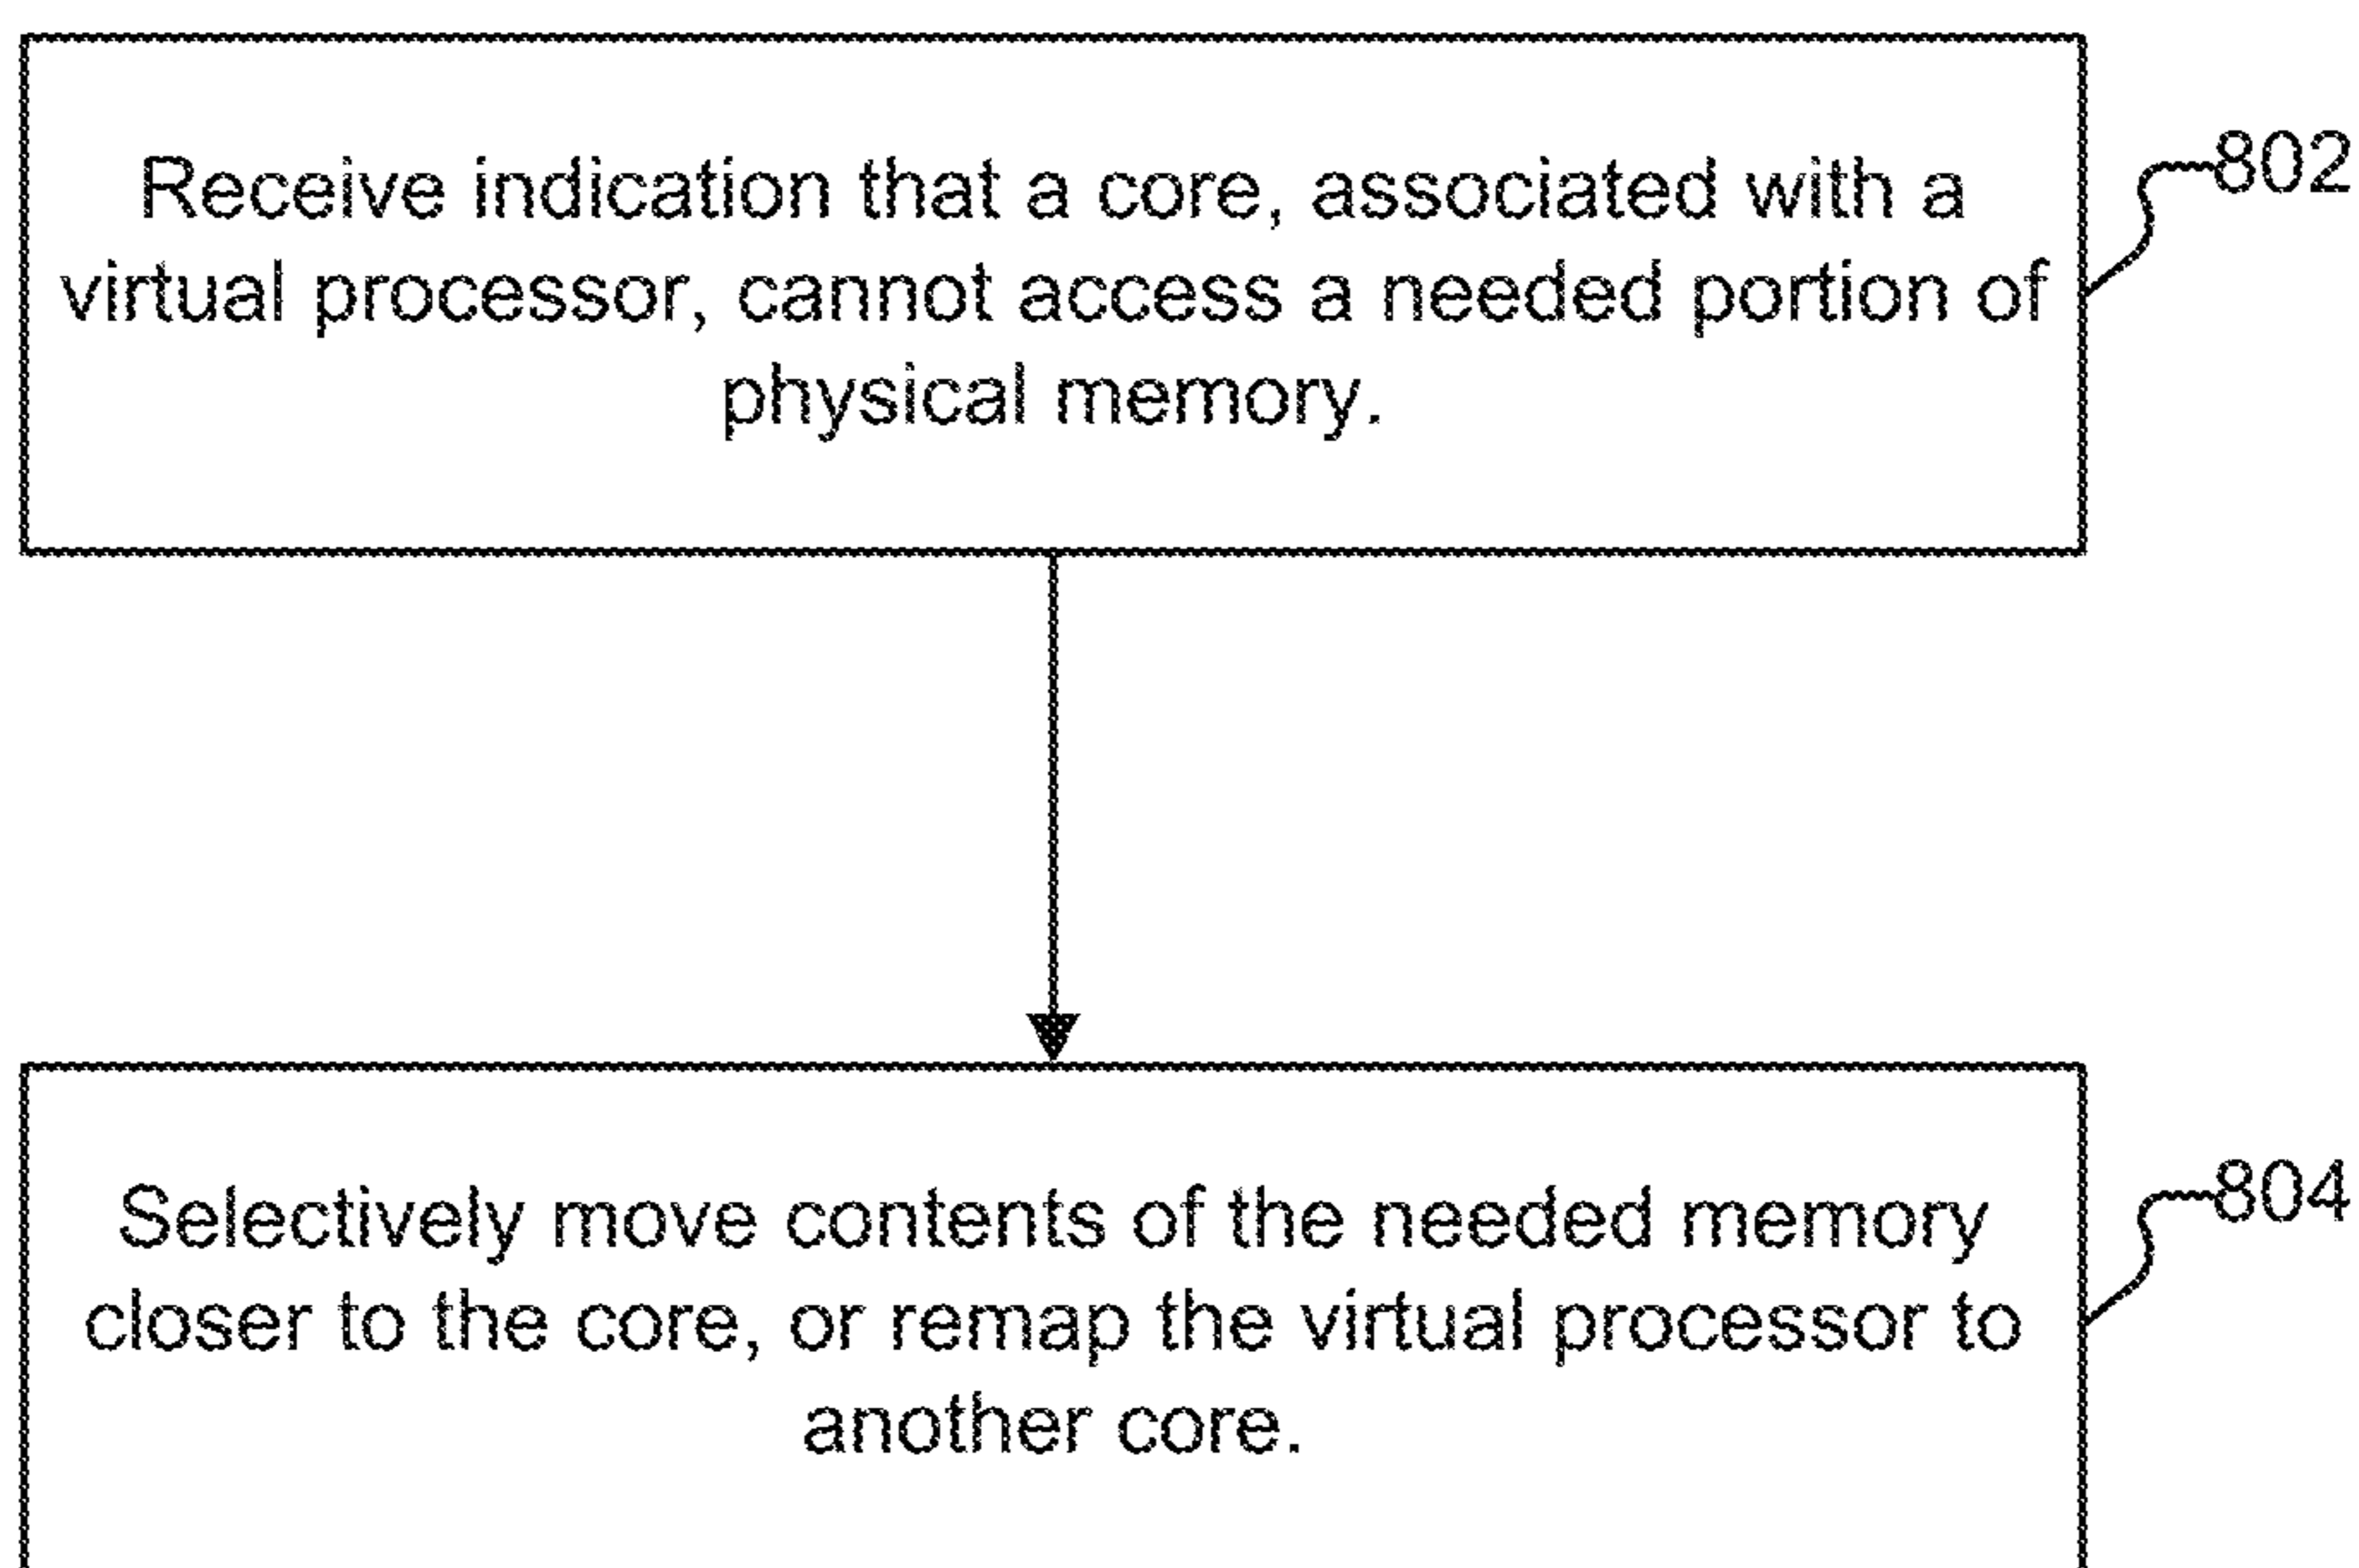 Receive indication that a core, associated with a
virtual processor, cannot access a needed portion of
physical memory.
802
Selectively move contents of the needed memory
closer to the core, or remap the virtual processor to
another core.
804